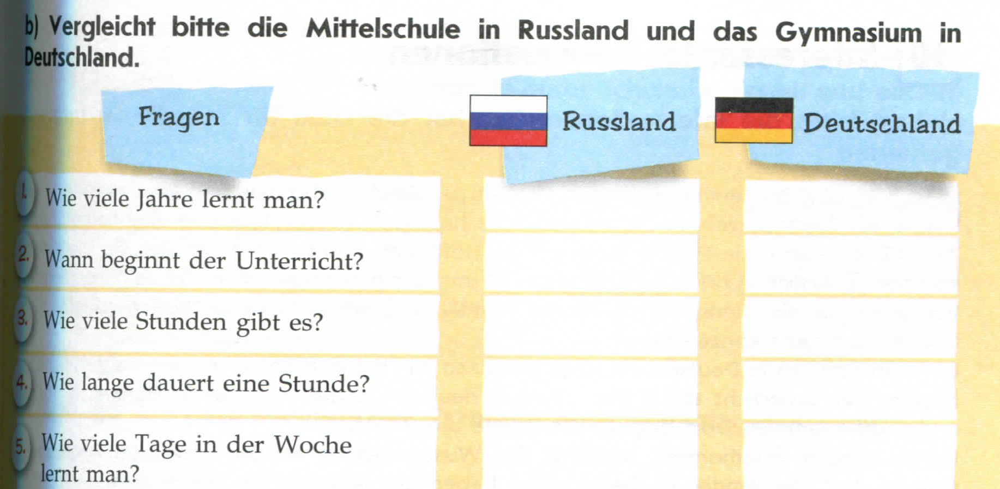 b) Vergleicht bitte die Mittelschule in Russland und das Gymnasium in
Deutschland.
Fragen
Russland
Deutschland
1. Wie viele Jahre lernt man?
2. Wann beginnt der Unterricht?
3. Wie viele Stunden gibt es?
4. Wie lange dauert eine Stunde?
5. Wie viele Tage in der Woche
lernt man?